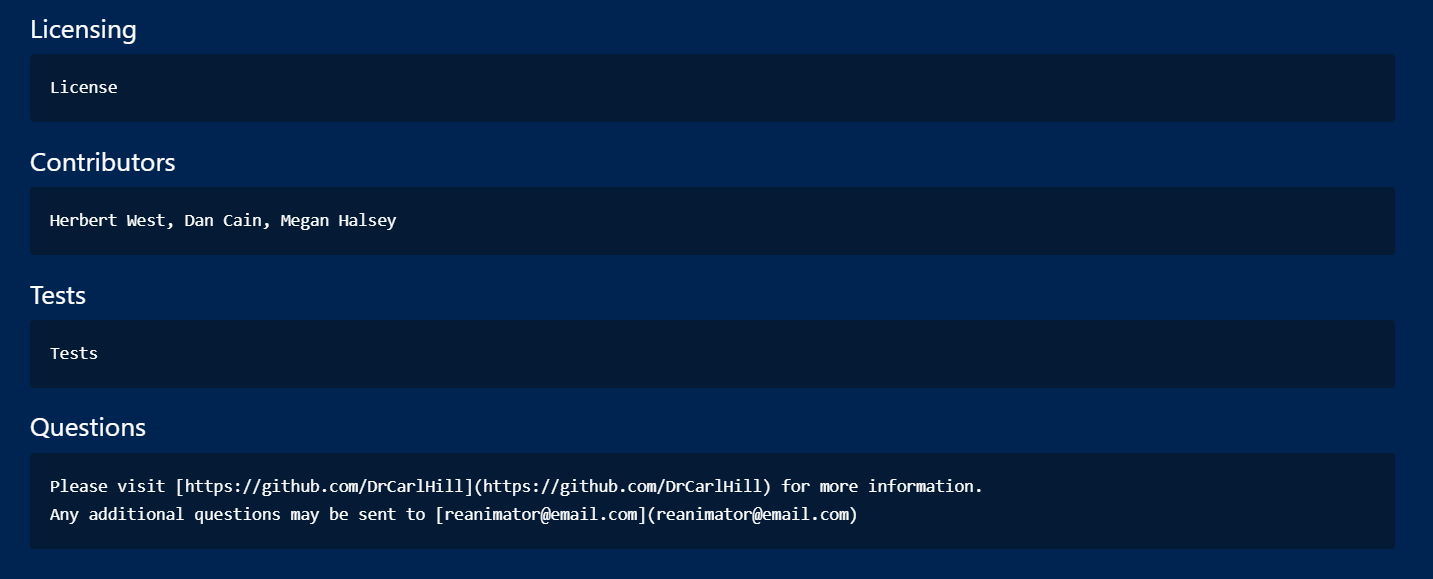 Licensing
License
Contributors
Herbert West, Dan Cain, Megan Halsey
Tests
Tests
Questions
Please visit [https://github.com/DrCarlHill](https://github.com/DrCarlHill) for more information.
Any additional questions may be sent to [reanimator@email.com](reanimator@email.com)